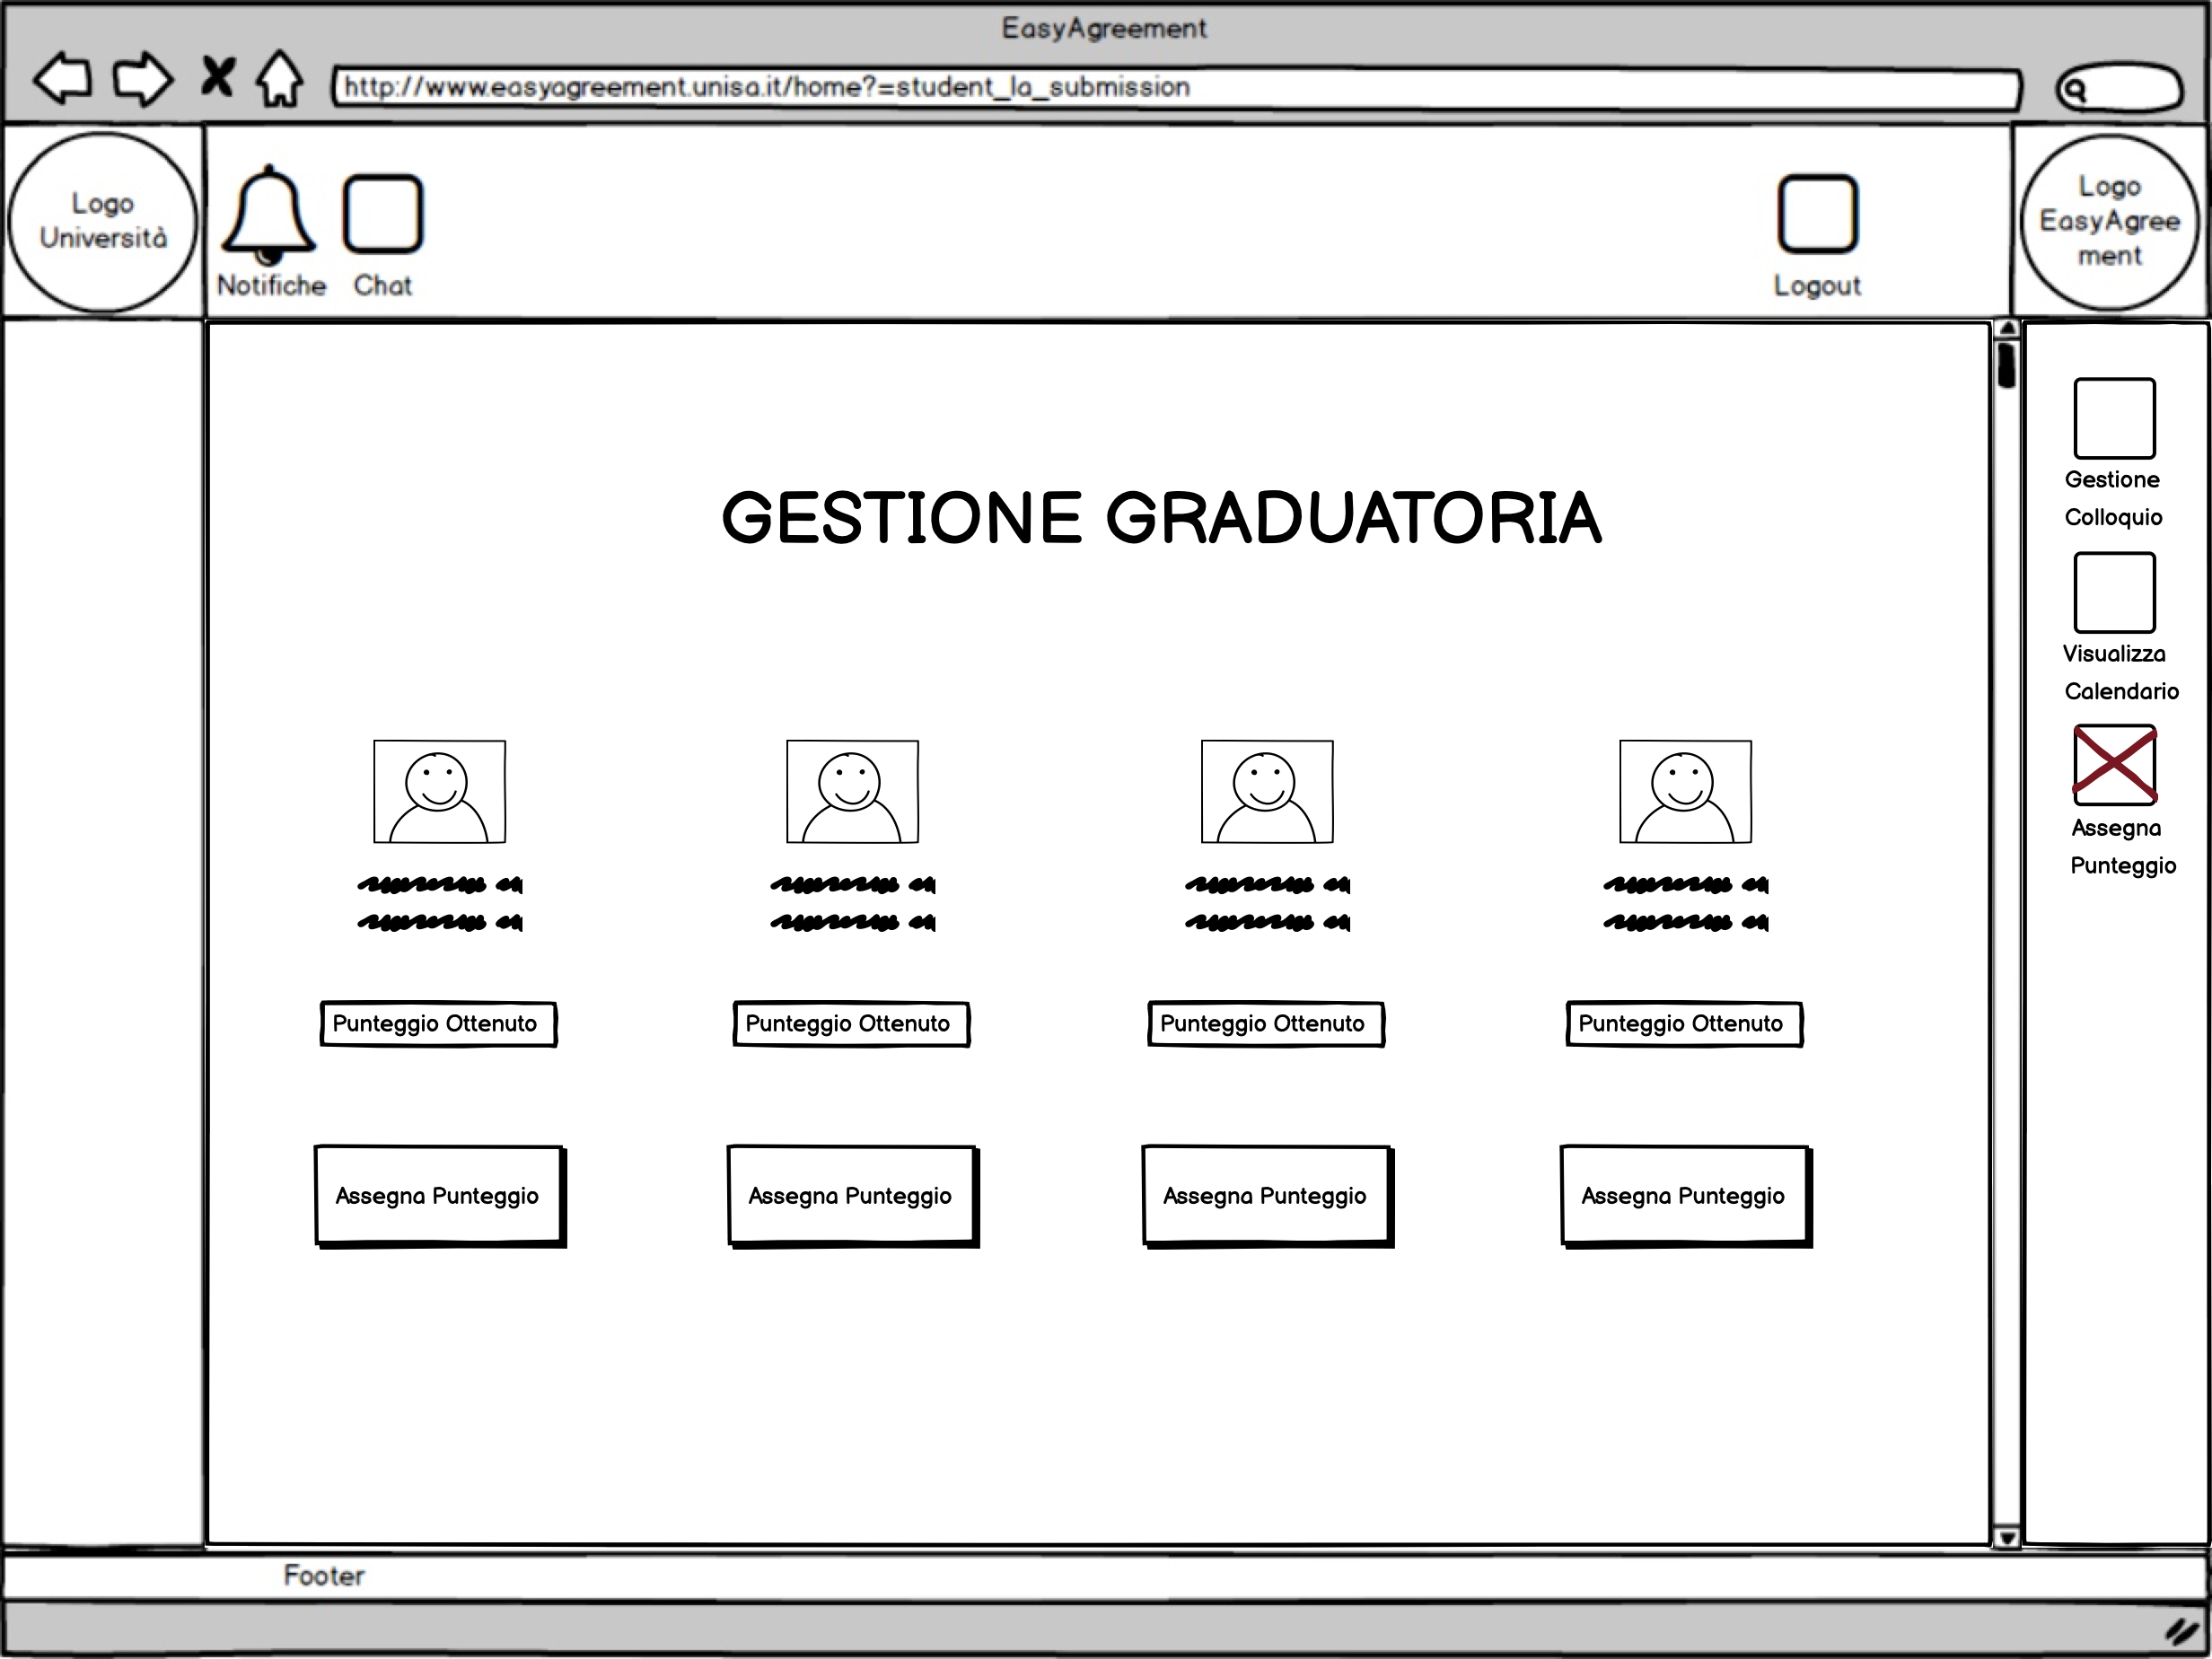 EasyAgreement
http://www.easyagreement.unisa.it/home?=student_la_submission
Logo
Università
Notifiche
Chat
Logout
Logo
EasyAgree
ment
GESTIONE GRADUATORIA
Punteggio Ottenuto
Punteggio Ottenuto
Punteggio Ottenuto
Punteggio Ottenuto
Assegna Punteggio
Assegna Punteggio
Assegna Punteggio
Assegna Punteggio
Gestione
Colloquio
Visualizza
Calendario
Assegna
Punteggio
Footer